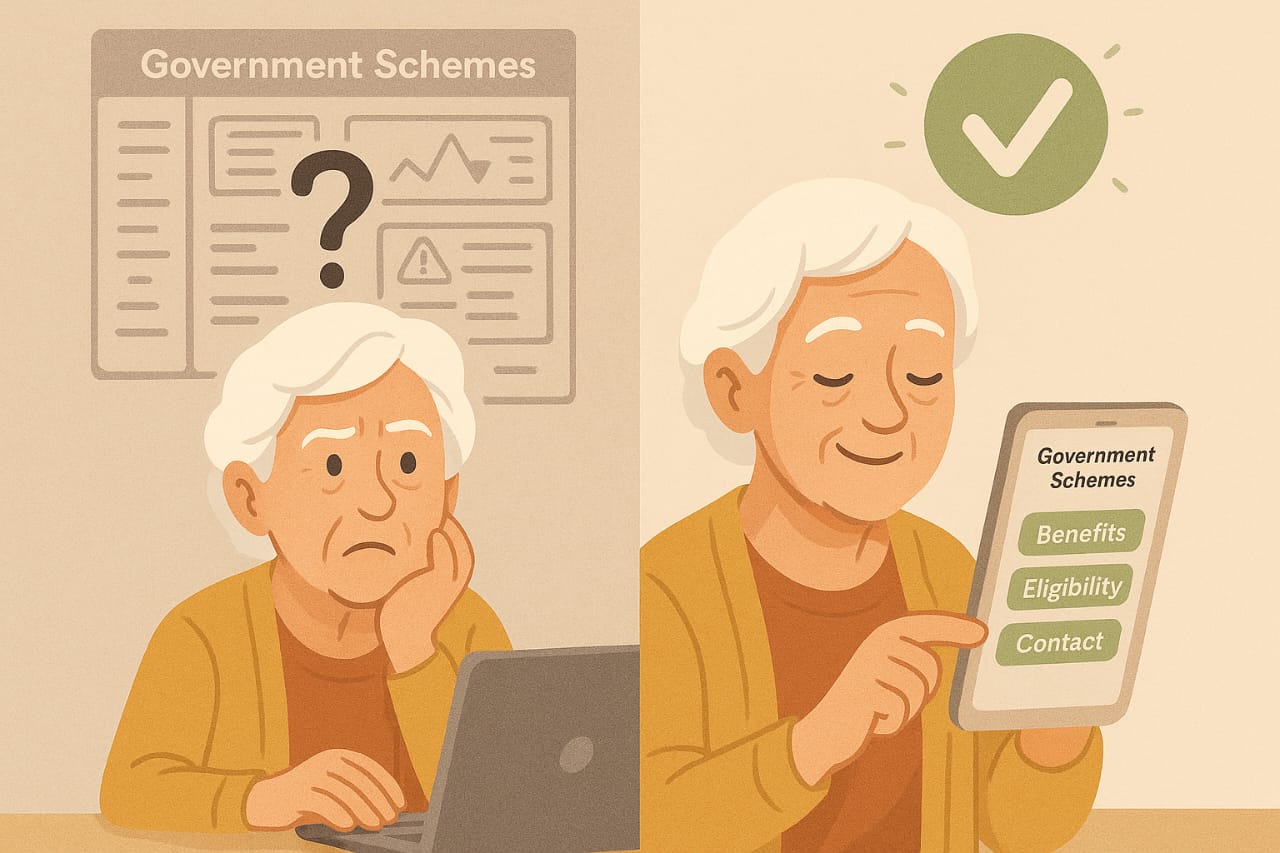 Government Schemes
?
Government
Schemes
Benefits
Eligibility
Contact